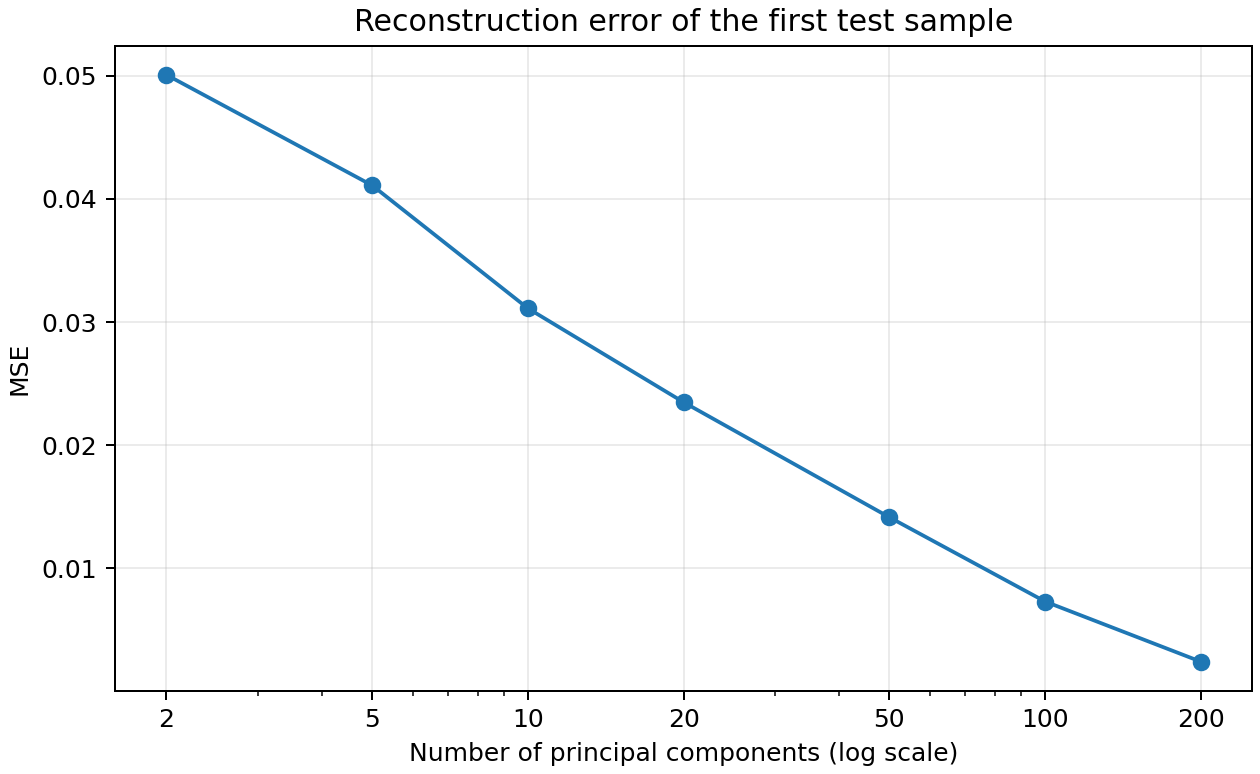 Reconstruction error of the first test sample
MSE
0.05
0.04
0.03
0.02
0.01
2 5 10 20 50 100 200
Number of principal components (log scale)